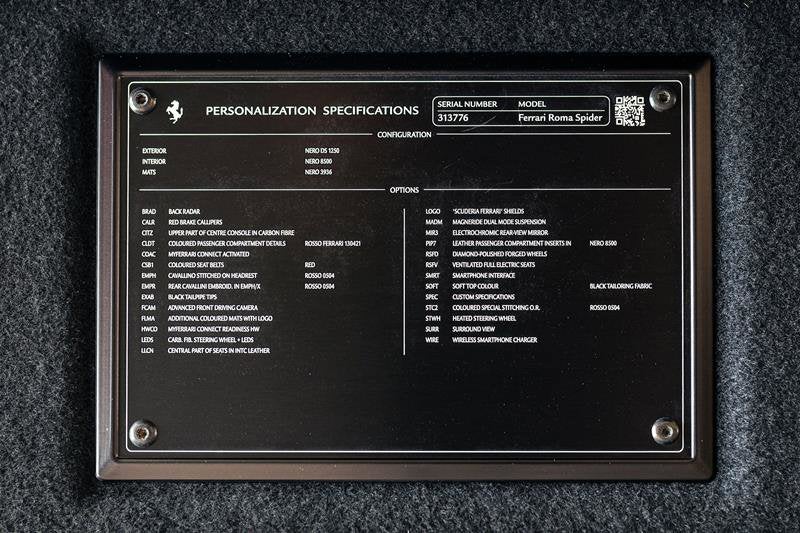 PERSONALIZATION SPECIFICATIONS
SERIAL NUMBER MODEL
313776 Ferrari Roma Spider
CONFIGURATION
EXTERIOR NERO DS 1250
INTERIOR NERO 8500
MATS NERO 3936
OPTIONS
BRAD BACK RADAR
CALR RED BRAKE CALLIPERS
CITZ UPPER PART OF CENTRE CONSOLE IN CARBON FIBRE
CLDT COLOURED PASSENGER COMPARTMENT DETAILS ROSSO FERRARI 130421
COAC MYFERRARI CONNECT ACTIVATED
CSB1 COLOURED SEAT BELTS RED
EMPH CAVALLINO STITCHED ON HEADREST ROSSO 0504
EMPR REAR CAVALLINI EMBROID. IN EMPH/X ROSSO 0504
EXAB BLACK TAILPIPE TIPS
FCAM ADVANCED FRONT DRIVING CAMERA
FLMA ADDITIONAL COLOURED MATS WITH LOGO
HWCO MYFERRARI CONNECT READINESS HW
LEDS CARB. FIB. STEERING WHEEL + LEDS
LLCN CENTRAL PART OF SEATS IN INTC LEATHER
LOGO "SCUDERIA FERRARI" SHIELDS
MADM MAGNERIDE DUAL MODE SUSPENSION
MIR3 ELECTROCHROMIC REAR-VIEW MIRROR
PIP7 LEATHER PASSENGER COMPARTMENT INSERTS IN NERO 8500
RSFD DIAMOND-POLISHED FORGED WHEELS
RSFV VENTILATED FULL ELECTRIC SEATS
SMRT SMARTPHONE INTERFACE
SOFT SOFT TOP COLOUR BLACK TAILORING FABRIC
SPEC CUSTOM SPECIFICATIONS
STC2 COLOURED SPECIAL STITCHING O.R. ROSSO 0504
STWH HEATED STEERING WHEEL
SURR SURROUND VIEW
WIRE WIRELESS SMARTPHONE CHARGER